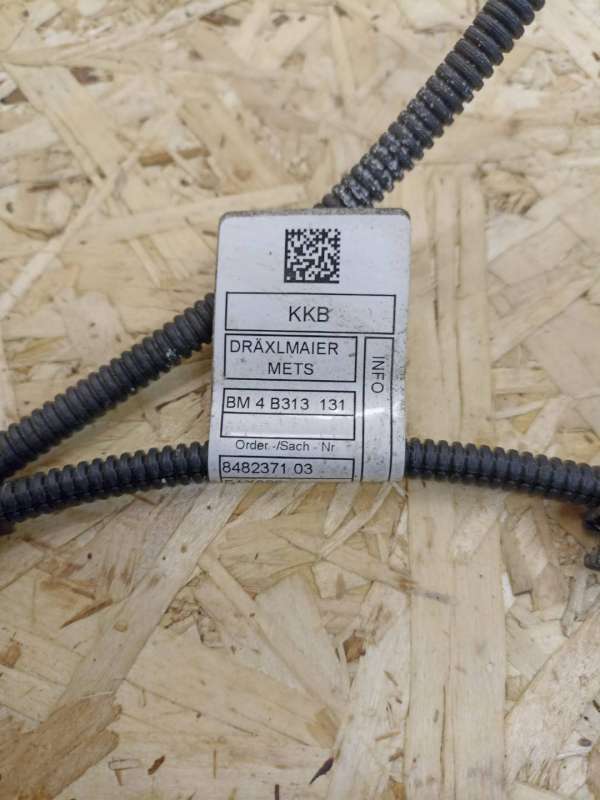 KKB
DRÄXLMAIER
METS
INFO
BM 4 B313 131
Order.-/Sach - Nr
8482371 03